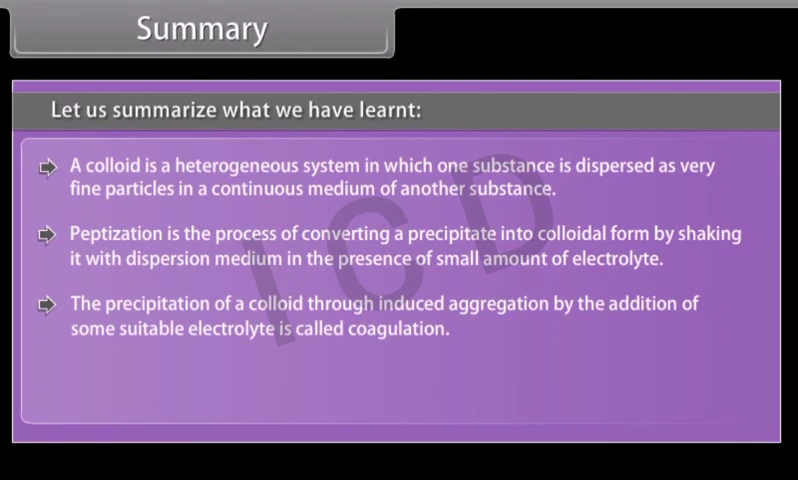 Summary
Let us summarize what we have learnt:
A colloid is a heterogeneous system in which one substance is dispersed as very
fine particles in a continuous medium of another substance.
Peptization is the process of converting a precipitate into colloidal form by shaking
it with dispersion medium in the presence of small amount of electrolyte.
The precipitation of a colloid through induced aggregation by the addition of
some suitable electrolyte is called coagulation.
ICD